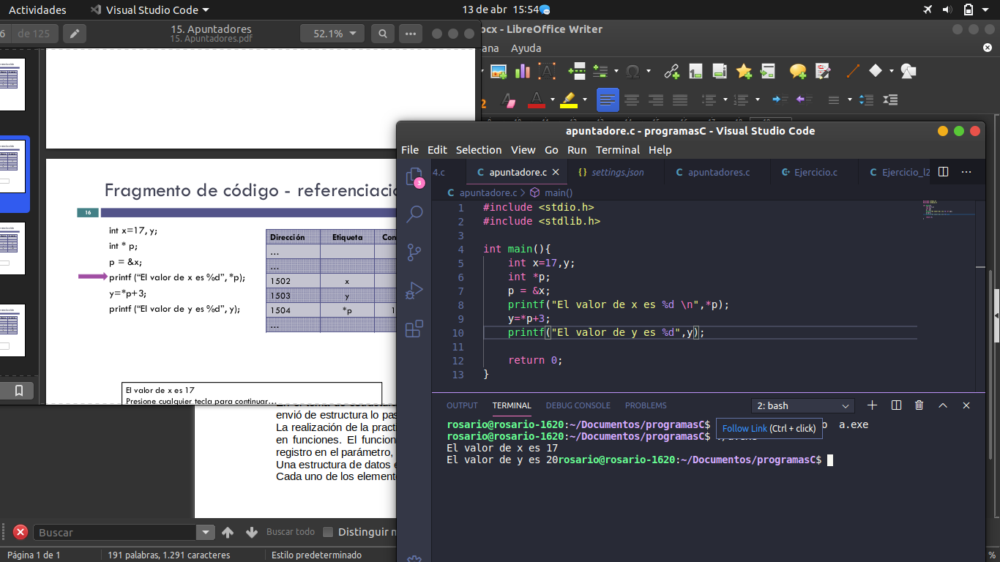 Actividades
Visual Studio Code
13 de abr 15:54
6 de 125
15. Apuntadores
15. Apuntadores.pdf
52.1%
ocx - LibreOffice Writer
ana Ayuda
Fragmento de código - referenciació
16
int x=17, y;
int * p;
p = &x;
printf (“El valor de x es %d”, *p);
y=*p+3;
printf (“El valor de y es %d”, y);
Dirección Etiqueta Con
...
...
1502 x
1503 y
1504 *p 1
...
El valor de x es 17
Presione cualquier tecla para continuar...
envió de estructura lo pas
La realización de la practi
en funciones. El funcion
registro en el parámetro,
Una estructura de datos e
Cada uno de los elemento
Buscar
Buscar todo
Distinguir m
Página 1 de 1
191 palabras, 1.291 caracteres
Estilo predeterminado
%
apuntadore.c - programasC - Visual Studio Code
File Edit Selection View Go Run Terminal Help
3
4.c
C apuntadore.c
{} settings.json
C apuntadores.c
Ejercicio.c
C Ejercicio_l2
C apuntadore.c > main()
1 #include <stdio.h>
2 #include <stdlib.h>
3
4 int main(){
5 int x=17,y;
6 int *p;
7 p = &x;
8 printf("El valor de x es %d \n",*p);
9 y=*p+3;
10 printf("El valor de y es %d",y);
11
12 return 0;
13 }
OUTPUT TERMINAL DEBUG CONSOLE PROBLEMS
2: bash
rosario@rosario-1620:~/Documentos/programasC$ a.exe
Follow Link (Ctrl + click)
rosario@rosario-1620:~/Documentos/programasC$
El valor de x es 17
El valor de y es 20rosario@rosario-1620:~/Documentos/programasC$